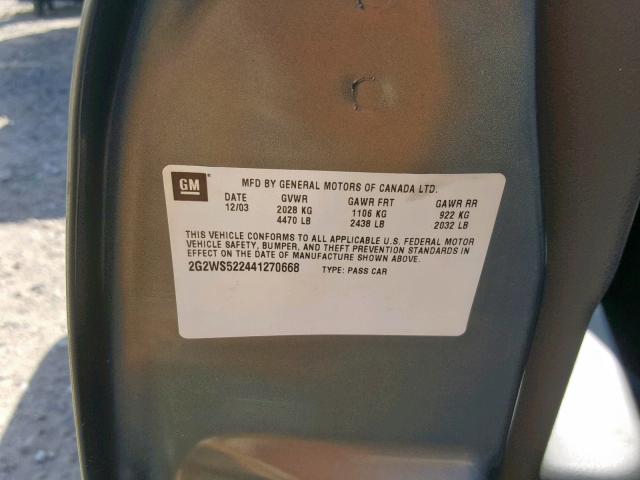 GM MFD BY GENERAL MOTORS OF CANADA LTD.
DATE GVWR GAWR FRT GAWR RR
12/03 2028 KG 1106 KG 922 KG
4470 LB 2438 LB 2032 LB
THIS VEHICLE CONFORMS TO ALL APPLICABLE U.S. FEDERAL MOTOR
VEHICLE SAFETY, BUMPER, AND THEFT PREVENTION STANDARDS IN
EFFECT ON THE DATE OF MANUFACTURE SHOWN ABOVE.
2G2WS522441270668 TYPE: PASS CAR